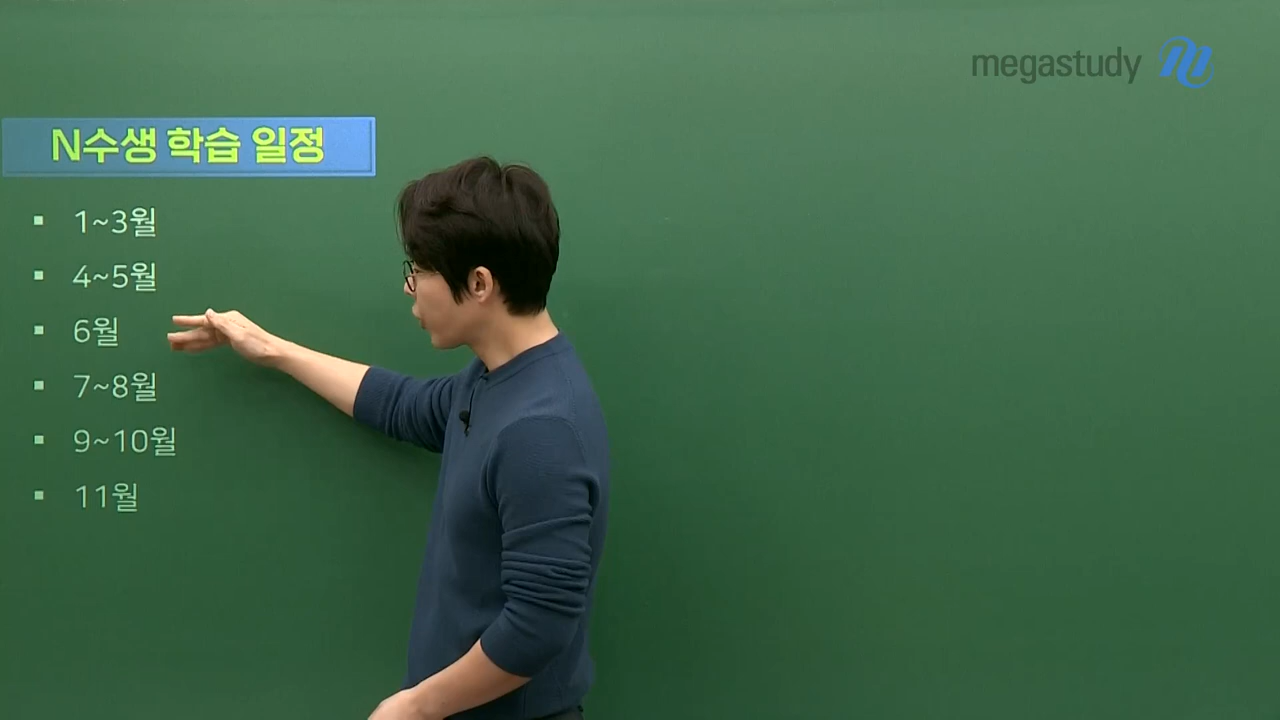 megastudy
N수생 학습 일정
▪ 1~3월
▪ 4~5월
▪ 6월
▪ 7~8월
▪ 9~10월
▪ 11월